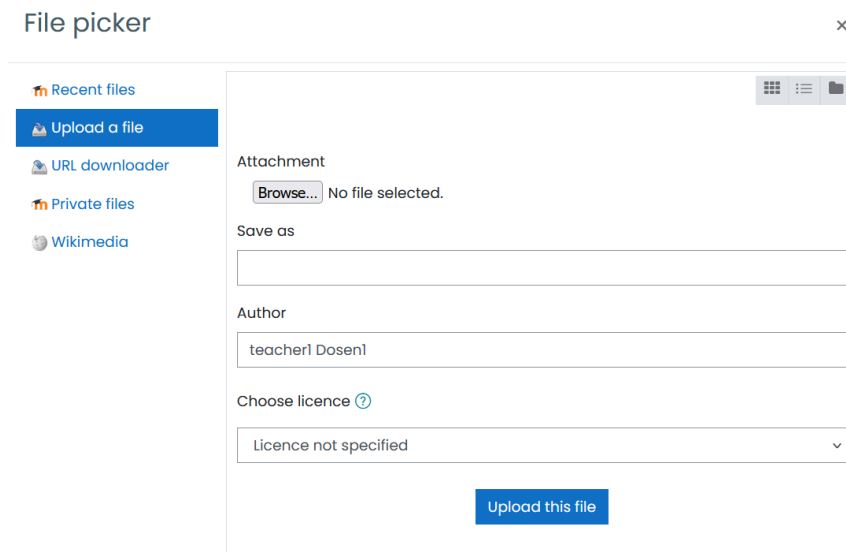 File picker
×
Recent files
Upload a file
URL downloader
Private files
Wikimedia
Attachment
Browse... No file selected.
Save as
Author
teacher1 Dosen1
Choose licence ?
Licence not specified
Upload this file